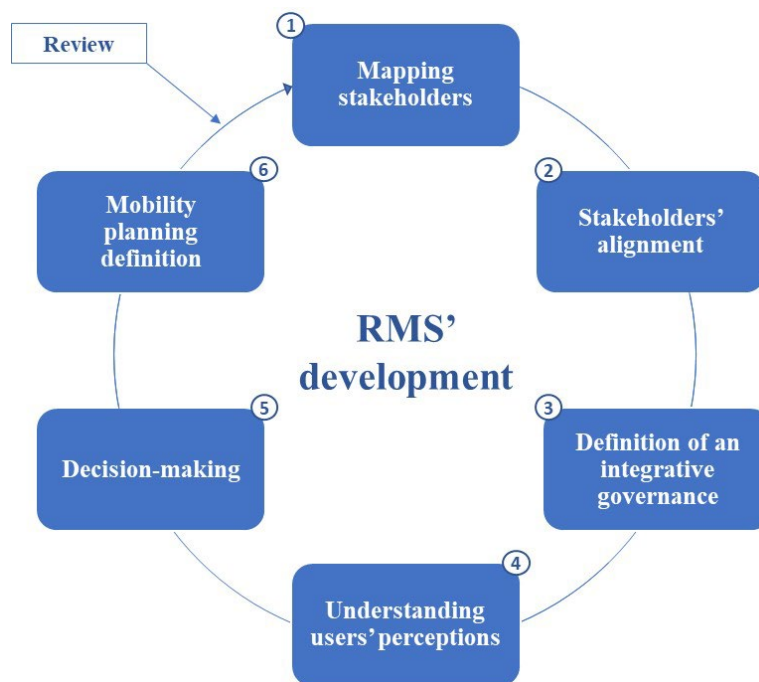 Review
1
Mapping
stakeholders
2
Stakeholders’
alignment
3
Definition of an
integrative
governance
4
Understanding
users’ perceptions
5
Decision-making
6
Mobility
planning
definition
RMS’
development